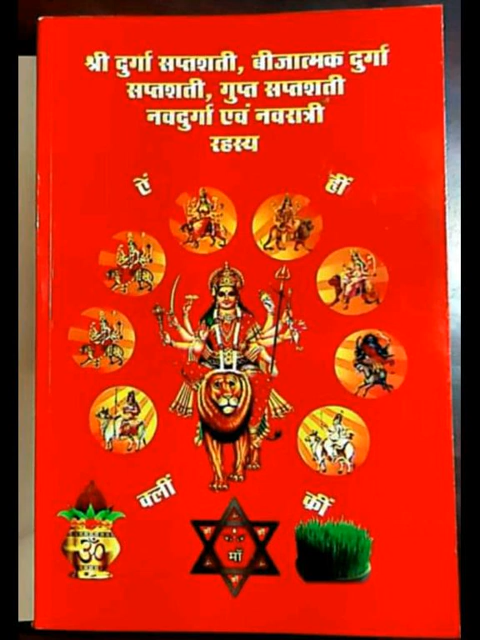 श्री दुर्गा सप्तशती, बीजात्मक दुर्गा
सप्तशती, गुप्त सप्तशती
नवदुर्गा एवं नवरात्री
रहस्य
ऐं ह्रीं
क्लीं क्रीं
ॐ
माँ